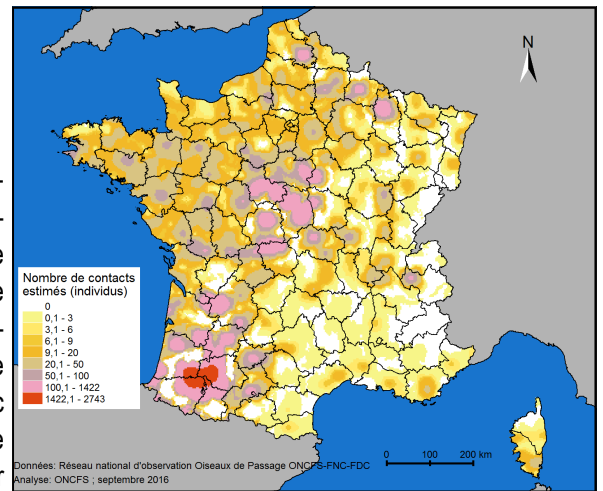 N
Nombre de contacts
estimés (individus)
0
0,1 - 3
3,1 - 6
6,1 - 9
9,1 - 20
20,1 - 50
50,1 - 100
100,1 - 1422
1422,1 - 2743
Données: Réseau national d'observation Oiseaux de Passage ONCFS-FNC-FDC
Analyse: ONCFS ; septembre 2016
0 100 200 km